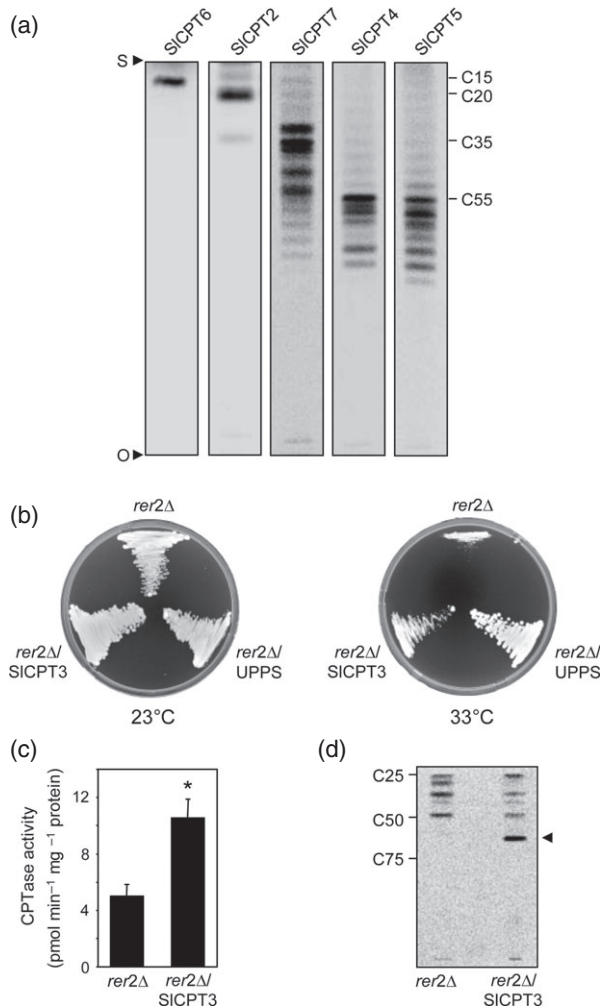 (a)
SlCPT6 SlCPT2 SlCPT7 SlCPT4 SlCPT5
S
C15
C20
C35
C55
O
(b)
rer2Δ
rer2Δ/
SlCPT3
rer2Δ/
UPPS
23°C
rer2Δ
rer2Δ/
SlCPT3
rer2Δ/
UPPS
33°C
(c)
CPTase activity
(pmol min⁻¹ mg⁻¹ protein)
12
8
4
0
*
rer2Δ
rer2Δ/
SlCPT3
(d)
C25
C50
C75
rer2Δ
rer2Δ/
SlCPT3